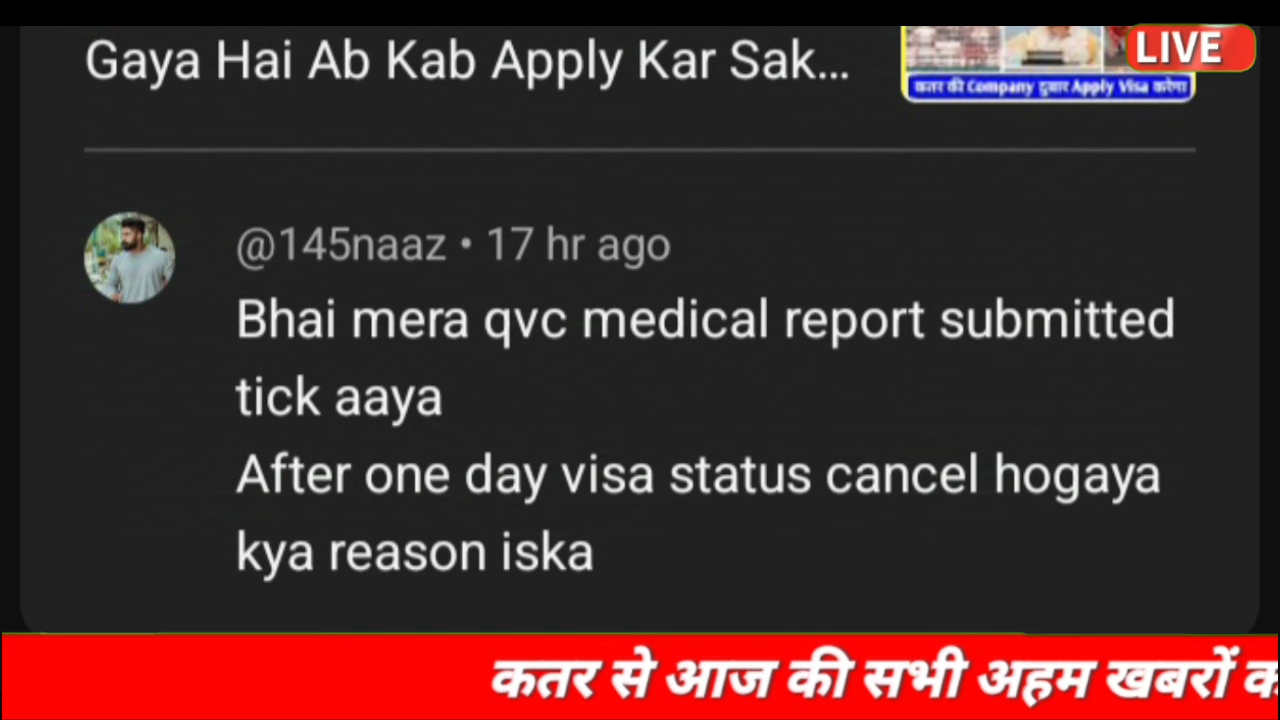 Gaya Hai Ab Kab Apply Kar Sak...
LIVE
कतर की Company दुवार Apply Visa करेगा
@145naaz • 17 hr ago
Bhai mera qvc medical report submitted
tick aaya
After one day visa status cancel hogaya
kya reason iska
कतर से आज की सभी अहम खबरों